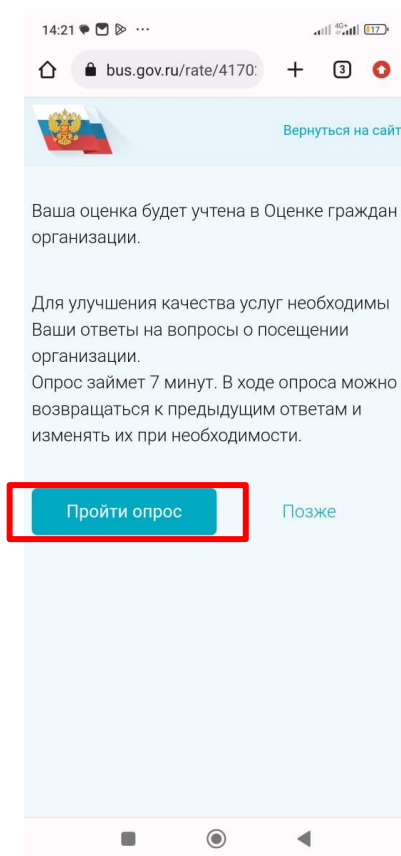 14:21
4G+
17
bus.gov.ru/rate/4170
3
Вернуться на сайт
Ваша оценка будет учтена в Оценке граждан
организации.
Для улучшения качества услуг необходимы
Ваши ответы на вопросы о посещении
организации.
Опрос займет 7 минут. В ходе опроса можно
возвращаться к предыдущим ответам и
изменять их при необходимости.
Пройти опрос
Позже